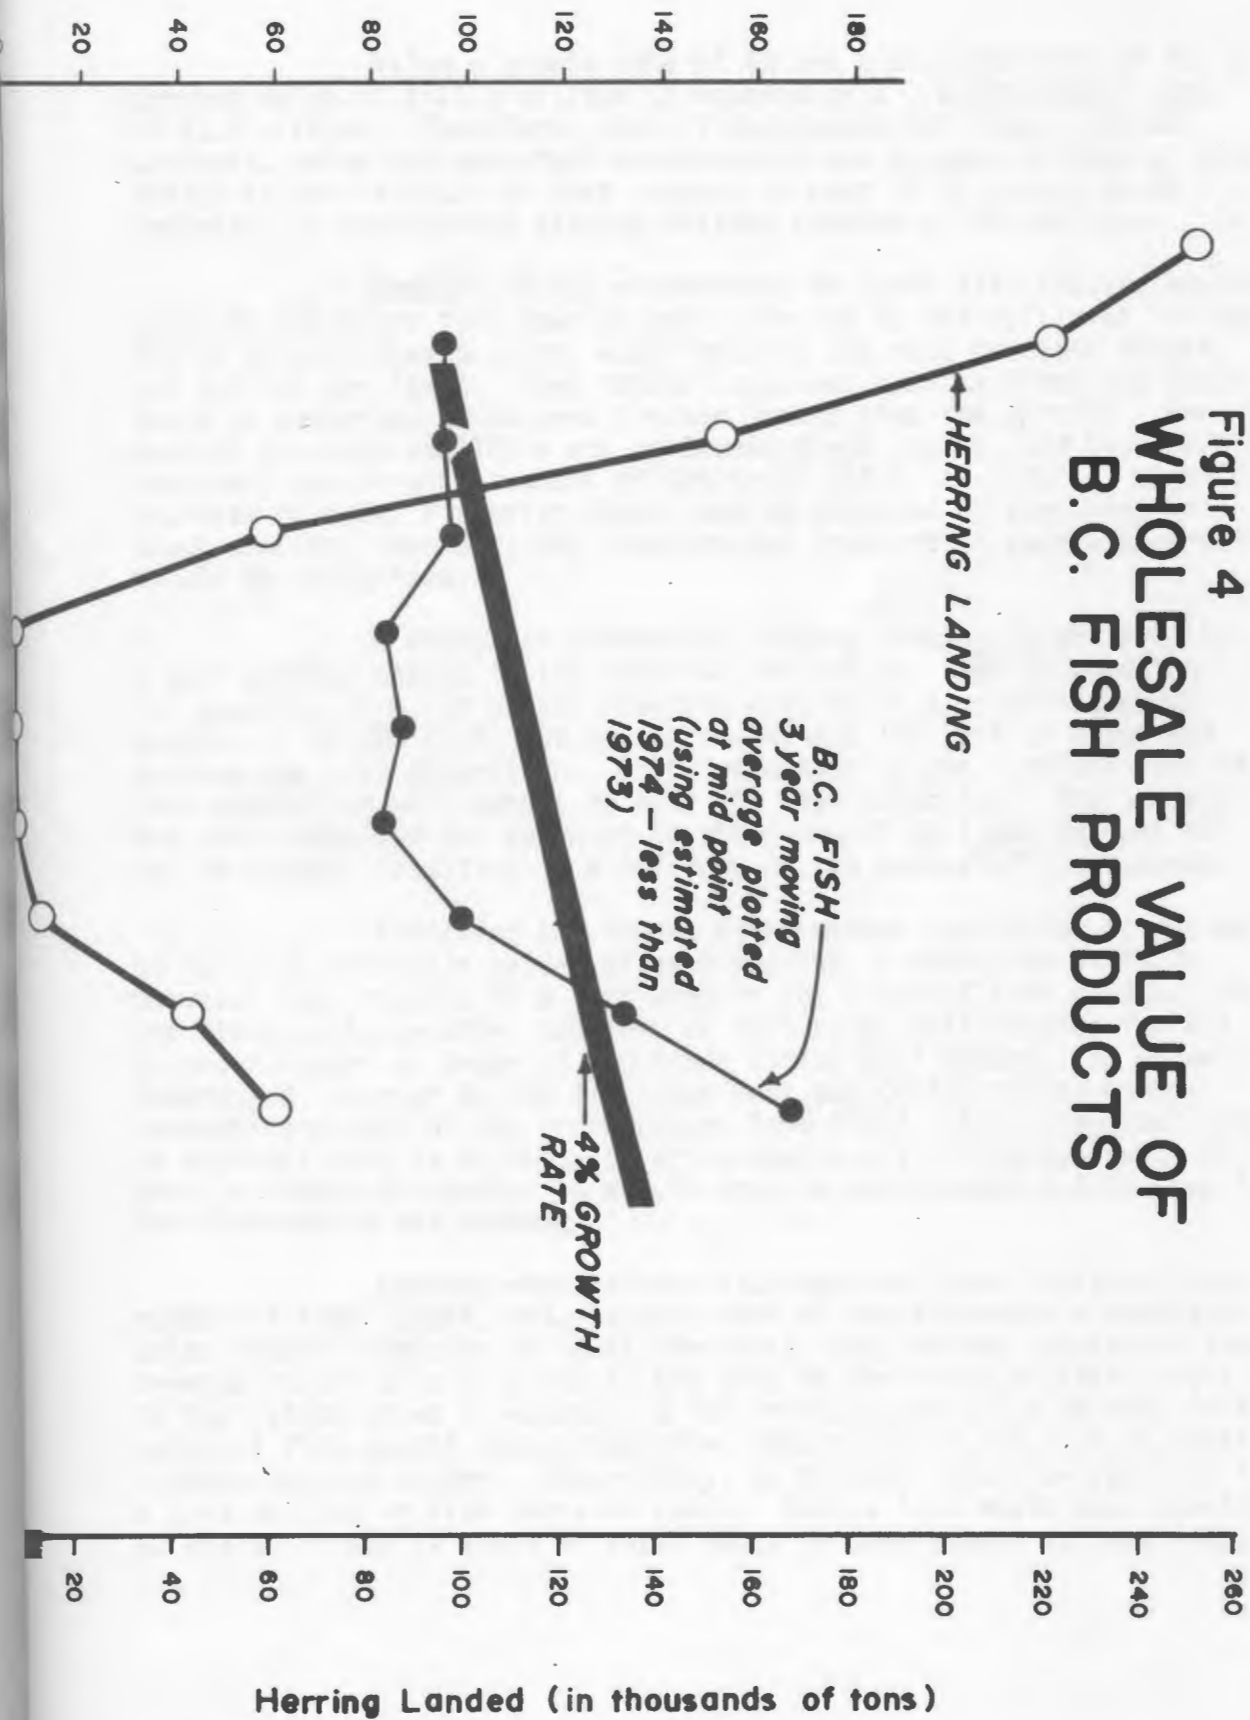 Figure 4
WHOLESALE VALUE OF
B.C. FISH PRODUCTS
HERRING LANDING
B.C. FISH
3 year moving
average plotted
at mid point
(using estimated
1974 – less than
1973)
4% GROWTH
RATE
180
160
140
120
100
80
60
40
20
260
240
220
200
180
160
140
120
100
80
60
40
20
Herring Landed (in thousands of tons)